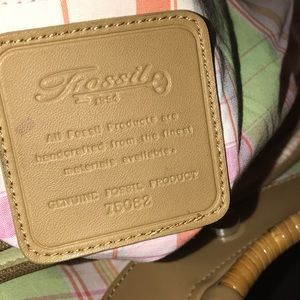 Fossil
1954
All Fossil Products are
handcrafted from the finest
materials available.
GENUINE FOSSIL PRODUCT
75082